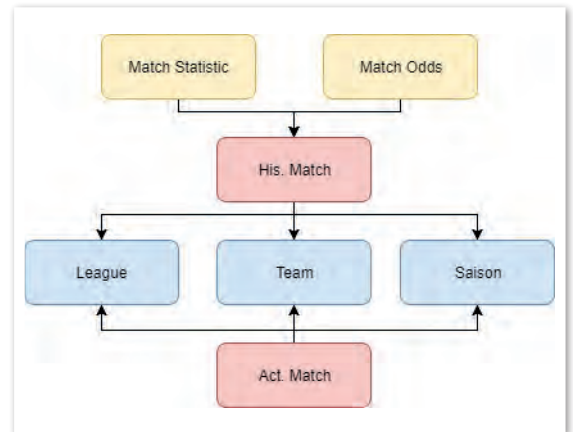 Match Statistic
Match Odds
His. Match
League
Team
Saison
Act. Match